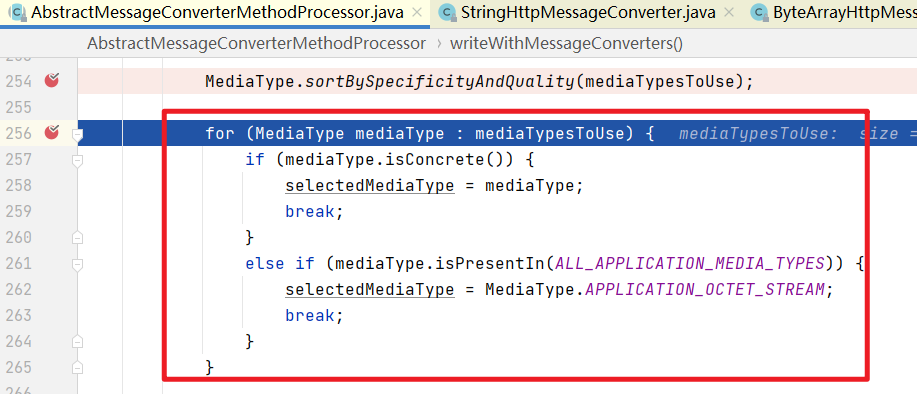 AbstractMessageConverterMethodProcessor.java × StringHttpMessageConverter.java × ByteArrayHttpMess
AbstractMessageConverterMethodProcessor › writeWithMessageConverters()
254 MediaType.sortBySpecificityAndQuality(mediaTypesToUse);
255
256 for (MediaType mediaType : mediaTypesToUse) { mediaTypesToUse: size =
257 if (mediaType.isConcrete()) {
258 selectedMediaType = mediaType;
259 break;
260 }
261 else if (mediaType.isPresentIn(ALL_APPLICATION_MEDIA_TYPES)) {
262 selectedMediaType = MediaType.APPLICATION_OCTET_STREAM;
263 break;
264 }
265 }